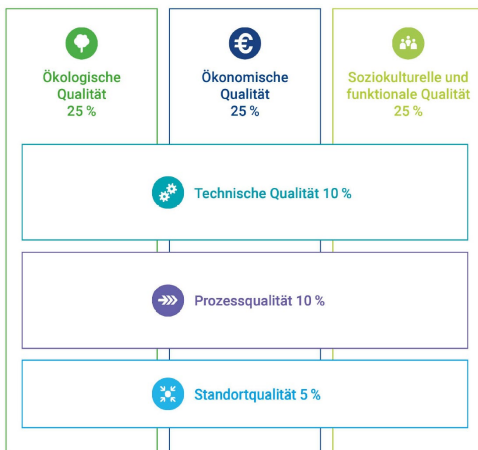 Ökologische
Qualität
25 %
€
Ökonomische
Qualität
25 %
Soziokulturelle und
funktionale Qualität
25 %
Technische Qualität 10 %
Prozessqualität 10 %
Standortqualität 5 %